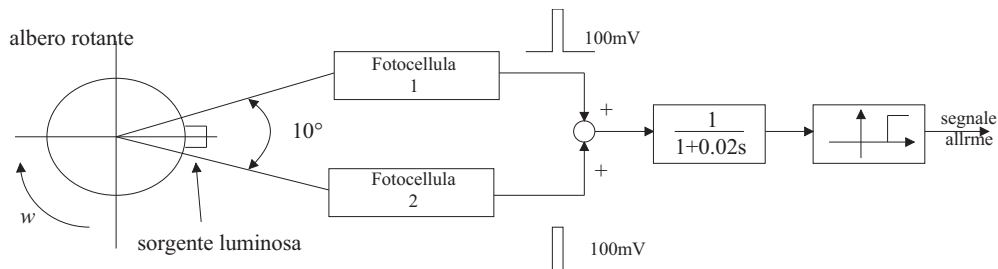 albero rotante
100mV
Fotocellula
1
10°
+
1
1+0.02s
segnale
allrme
+
Fotocellula
2
w
sorgente luminosa
100mV